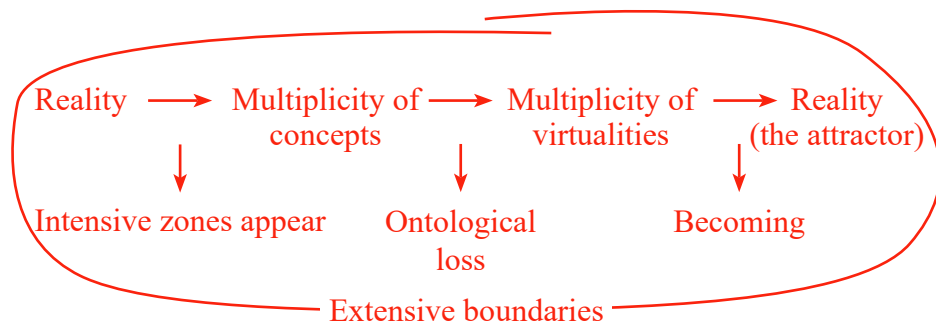 Reality
Multiplicity of
concepts
Multiplicity of
virtualities
Reality
(the attractor)
Intensive zones appear
Ontological
loss
Becoming
Extensive boundaries